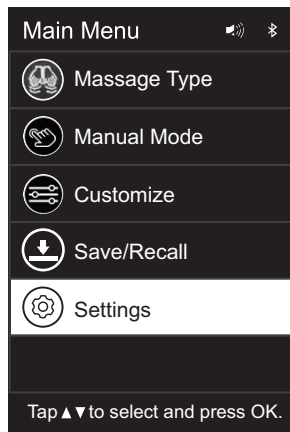 Main Menu
Massage Type
Manual Mode
Customize
Save/Recall
Settings
Tap ▲▼ to select and press OK.